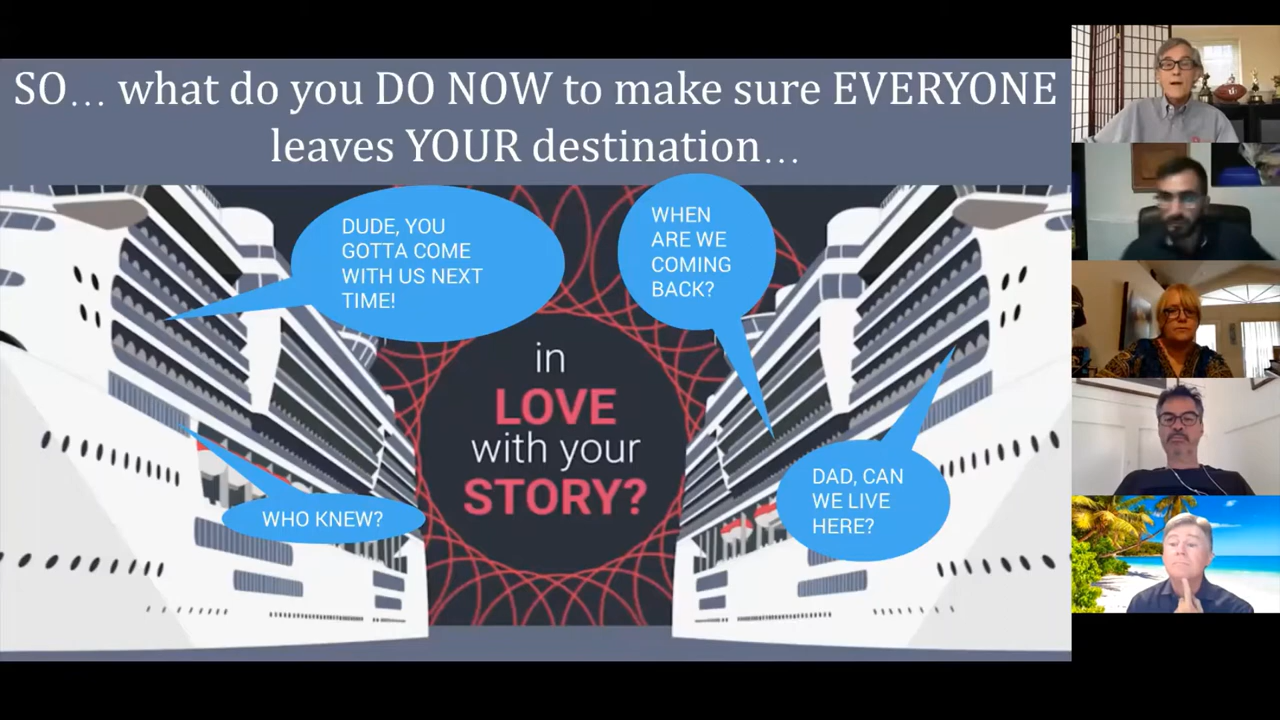 SO... what do you DO NOW to make sure EVERYONE
leaves YOUR destination...
DUDE, YOU
GOTTA COME
WITH US NEXT
TIME!
WHEN
ARE WE
COMING
BACK?
in
LOVE
with your
STORY?
WHO KNEW?
DAD, CAN
WE LIVE
HERE?